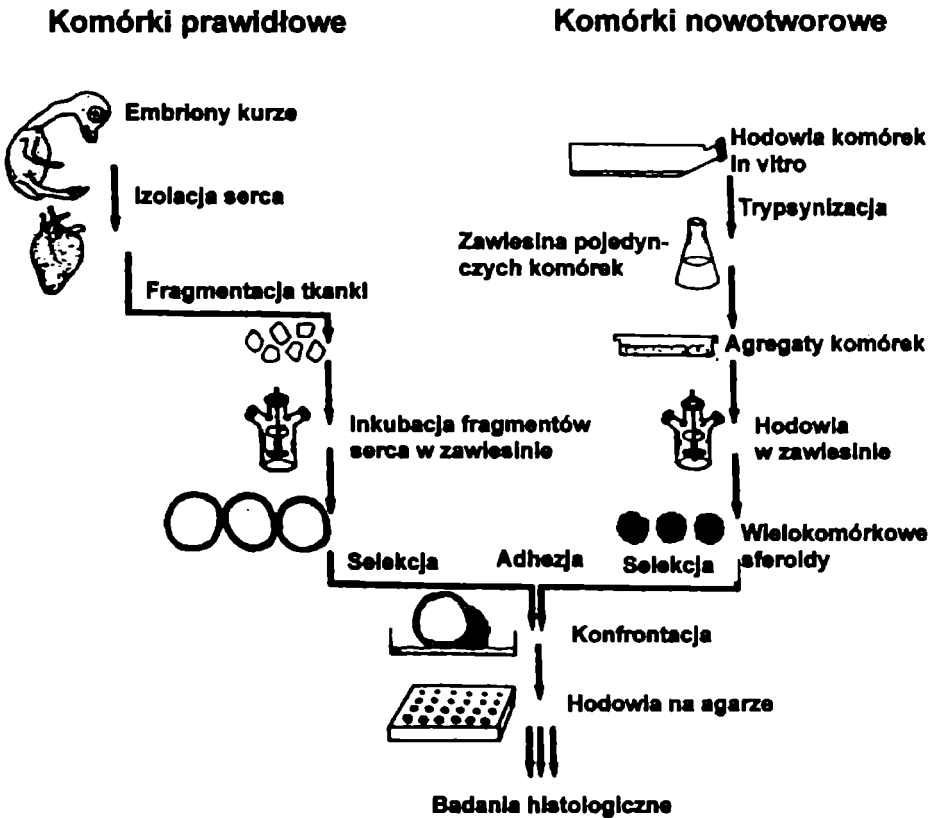 Komórki prawidłowe
Komórki nowotworowe
Embriony kurze
Izolacja serca
Fragmentacja tkanki
Inkubacja fragmentów
serca w zawiesinie
Selekcja
Hodowla komórek
in vitro
Trypsynizacja
Zawiesina pojedyn-
czych komórek
Agregaty komórek
Hodowla
w zawiesinie
Wielokomórkowe
sferoidy
Selekcja
Adhezja
Konfrontacja
Hodowla na agarze
Badania histologiczne